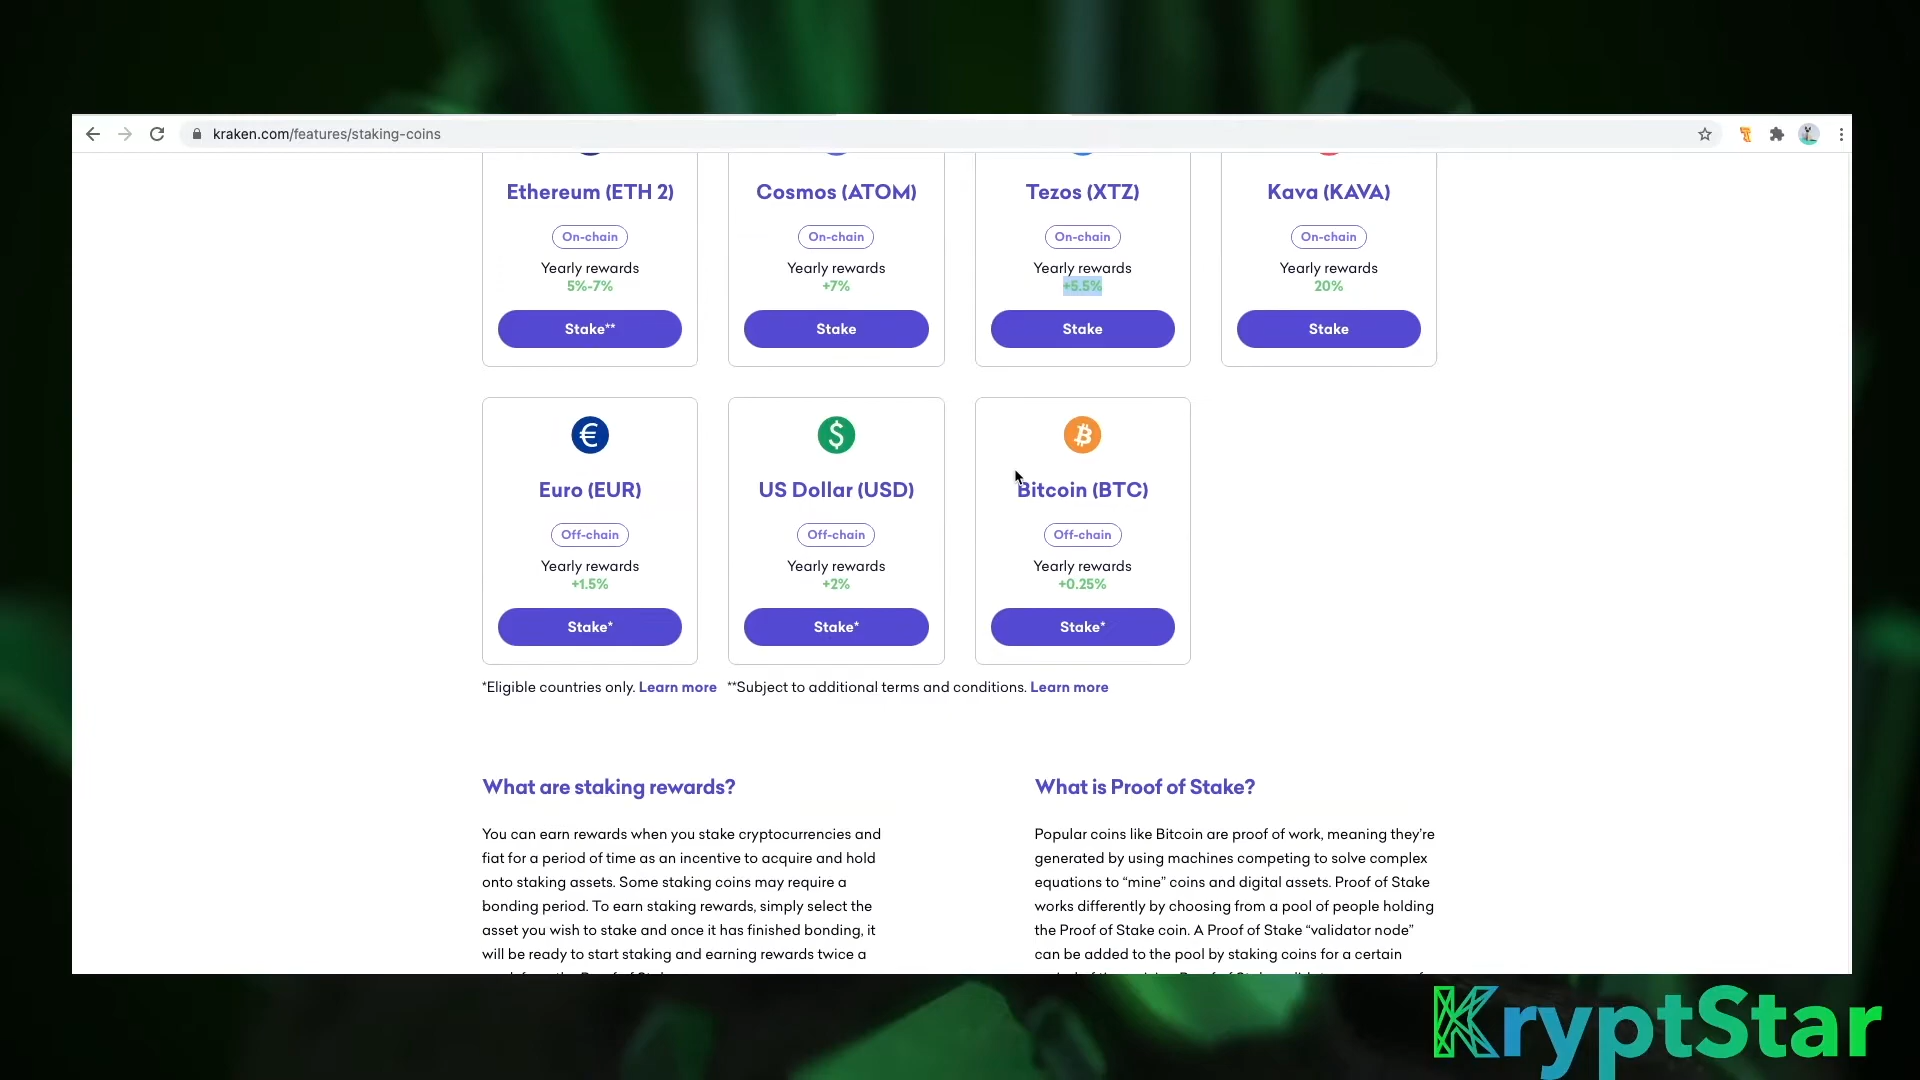 kraken.com/features/staking-coins
Ethereum (ETH 2)
On-chain
Yearly rewards
5%-7%
Stake**
Cosmos (ATOM)
On-chain
Yearly rewards
+7%
Stake
Tezos (XTZ)
On-chain
Yearly rewards
+5.5%
Stake
Kava (KAVA)
On-chain
Yearly rewards
20%
Stake
Euro (EUR)
Off-chain
Yearly rewards
+1.5%
Stake*
US Dollar (USD)
Off-chain
Yearly rewards
+2%
Stake*
Bitcoin (BTC)
Off-chain
Yearly rewards
+0.25%
Stake*
*Eligible countries only. Learn more **Subject to additional terms and conditions. Learn more
What are staking rewards?
You can earn rewards when you stake cryptocurrencies and
fiat for a period of time as an incentive to acquire and hold
onto staking assets. Some staking coins may require a
bonding period. To earn staking rewards, simply select the
asset you wish to stake and once it has finished bonding, it
will be ready to start staking and earning rewards twice a
What is Proof of Stake?
Popular coins like Bitcoin are proof of work, meaning they’re
generated by using machines competing to solve complex
equations to “mine” coins and digital assets. Proof of Stake
works differently by choosing from a pool of people holding
the Proof of Stake coin. A Proof of Stake “validator node”
can be added to the pool by staking coins for a certain
KryptStar